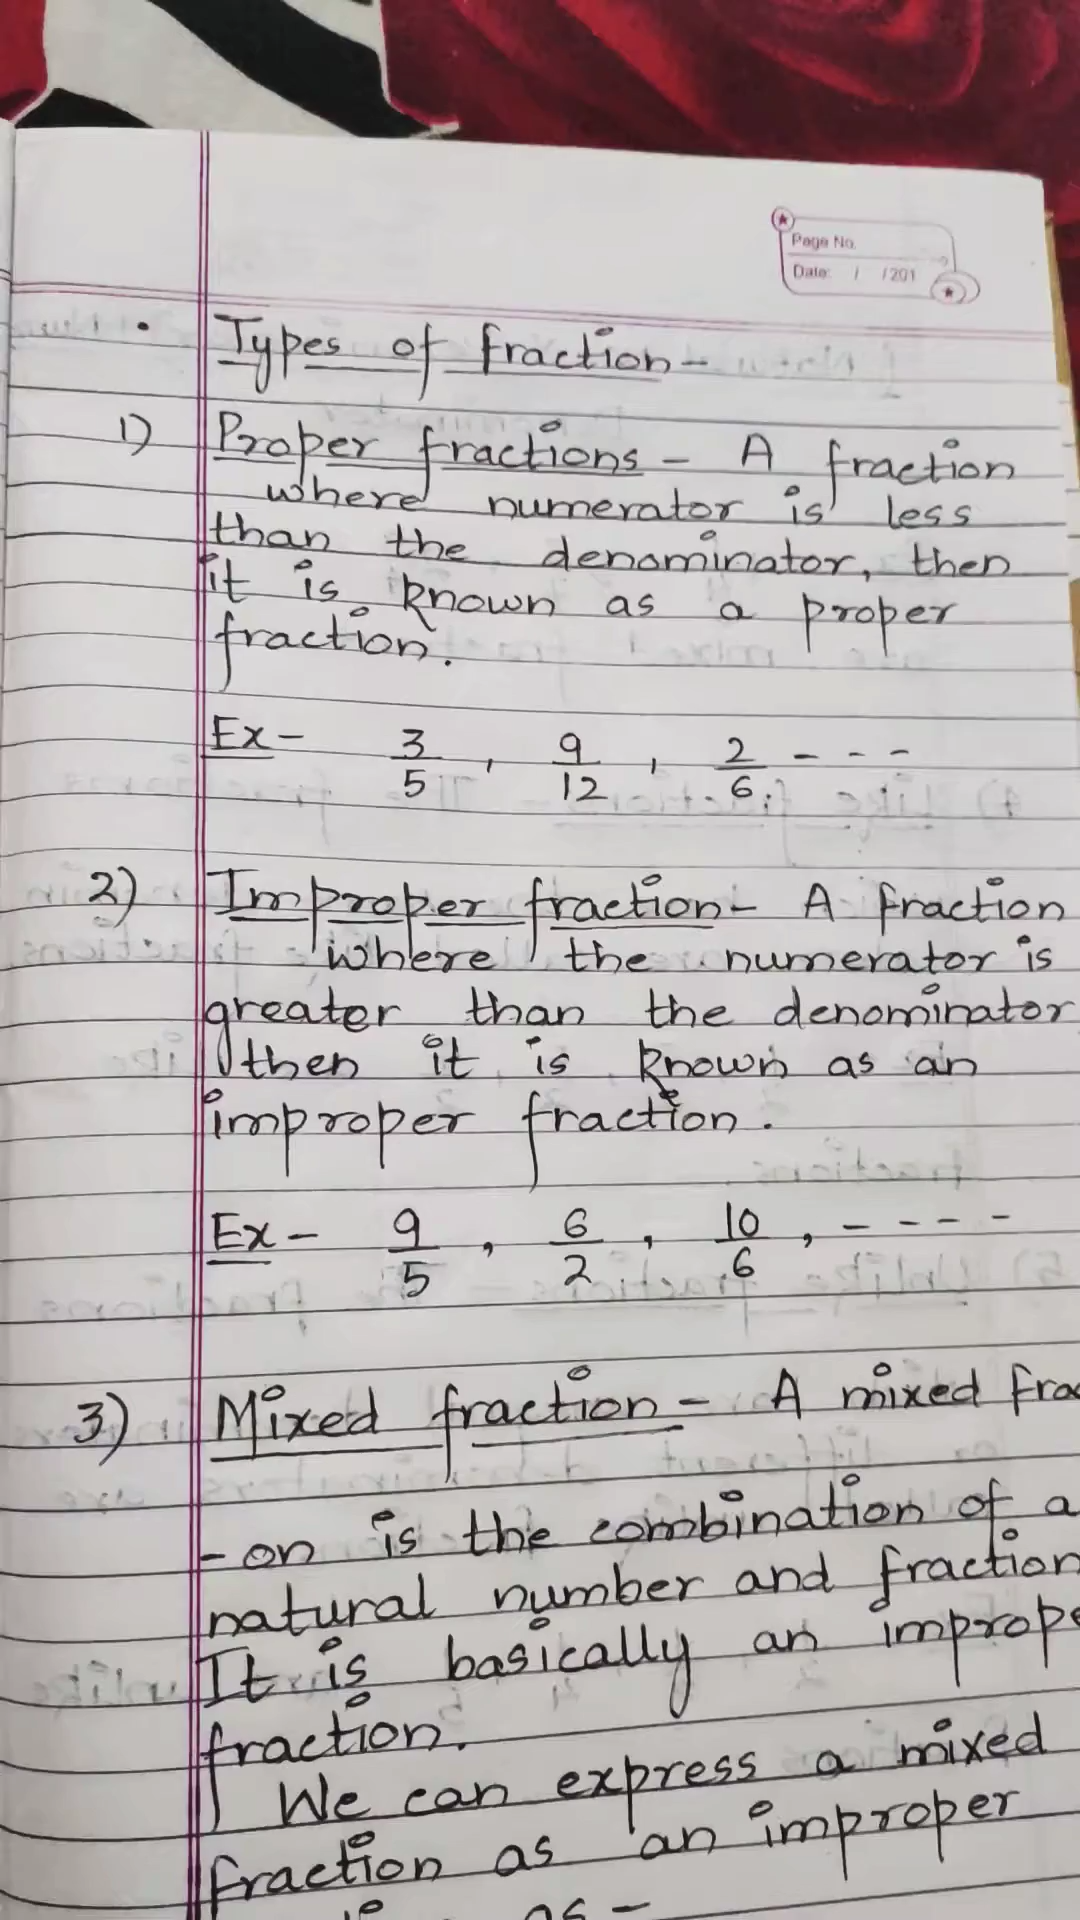 Page No.
Date: / /201
• Types of fraction-
1) Proper fractions - A fraction
where numerator is less
than the denominator, then
it is known as a proper
fraction.
Ex - 3/5, 9/12, 2/6 - - -
2) Improper fraction - A fraction
where the numerator is
greater than the denominator
then it is known as an
improper fraction.
Ex - 9/5, 6/2, 10/6, - - - -
3) Mixed fraction - A mixed frac
- on is the combination of a
natural number and fraction
It is basically an imprope
fraction.
We can express a mixed
fraction as an improper
as -